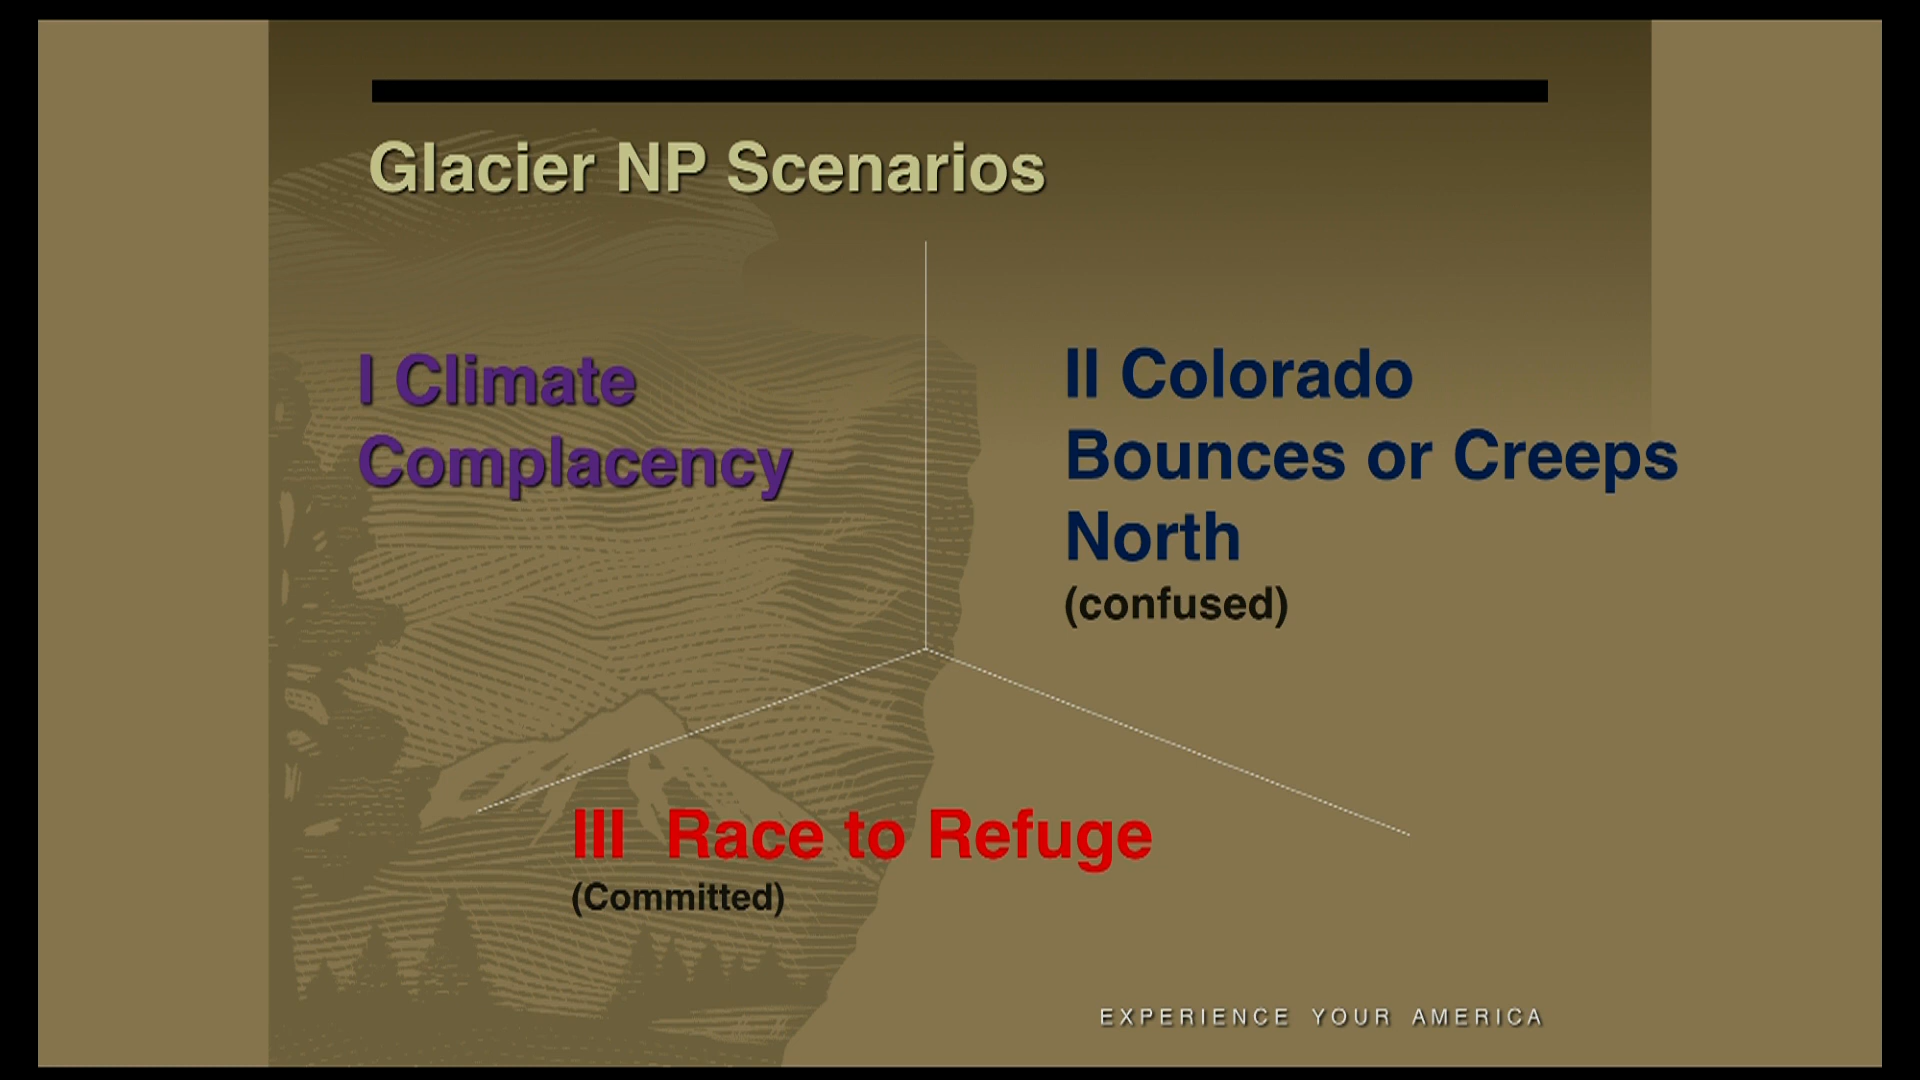 Glacier NP Scenarios
I Climate
Complacency
II Colorado
Bounces or Creeps
North
(confused)
III Race to Refuge
(Committed)
EXPERIENCE YOUR AMERICA